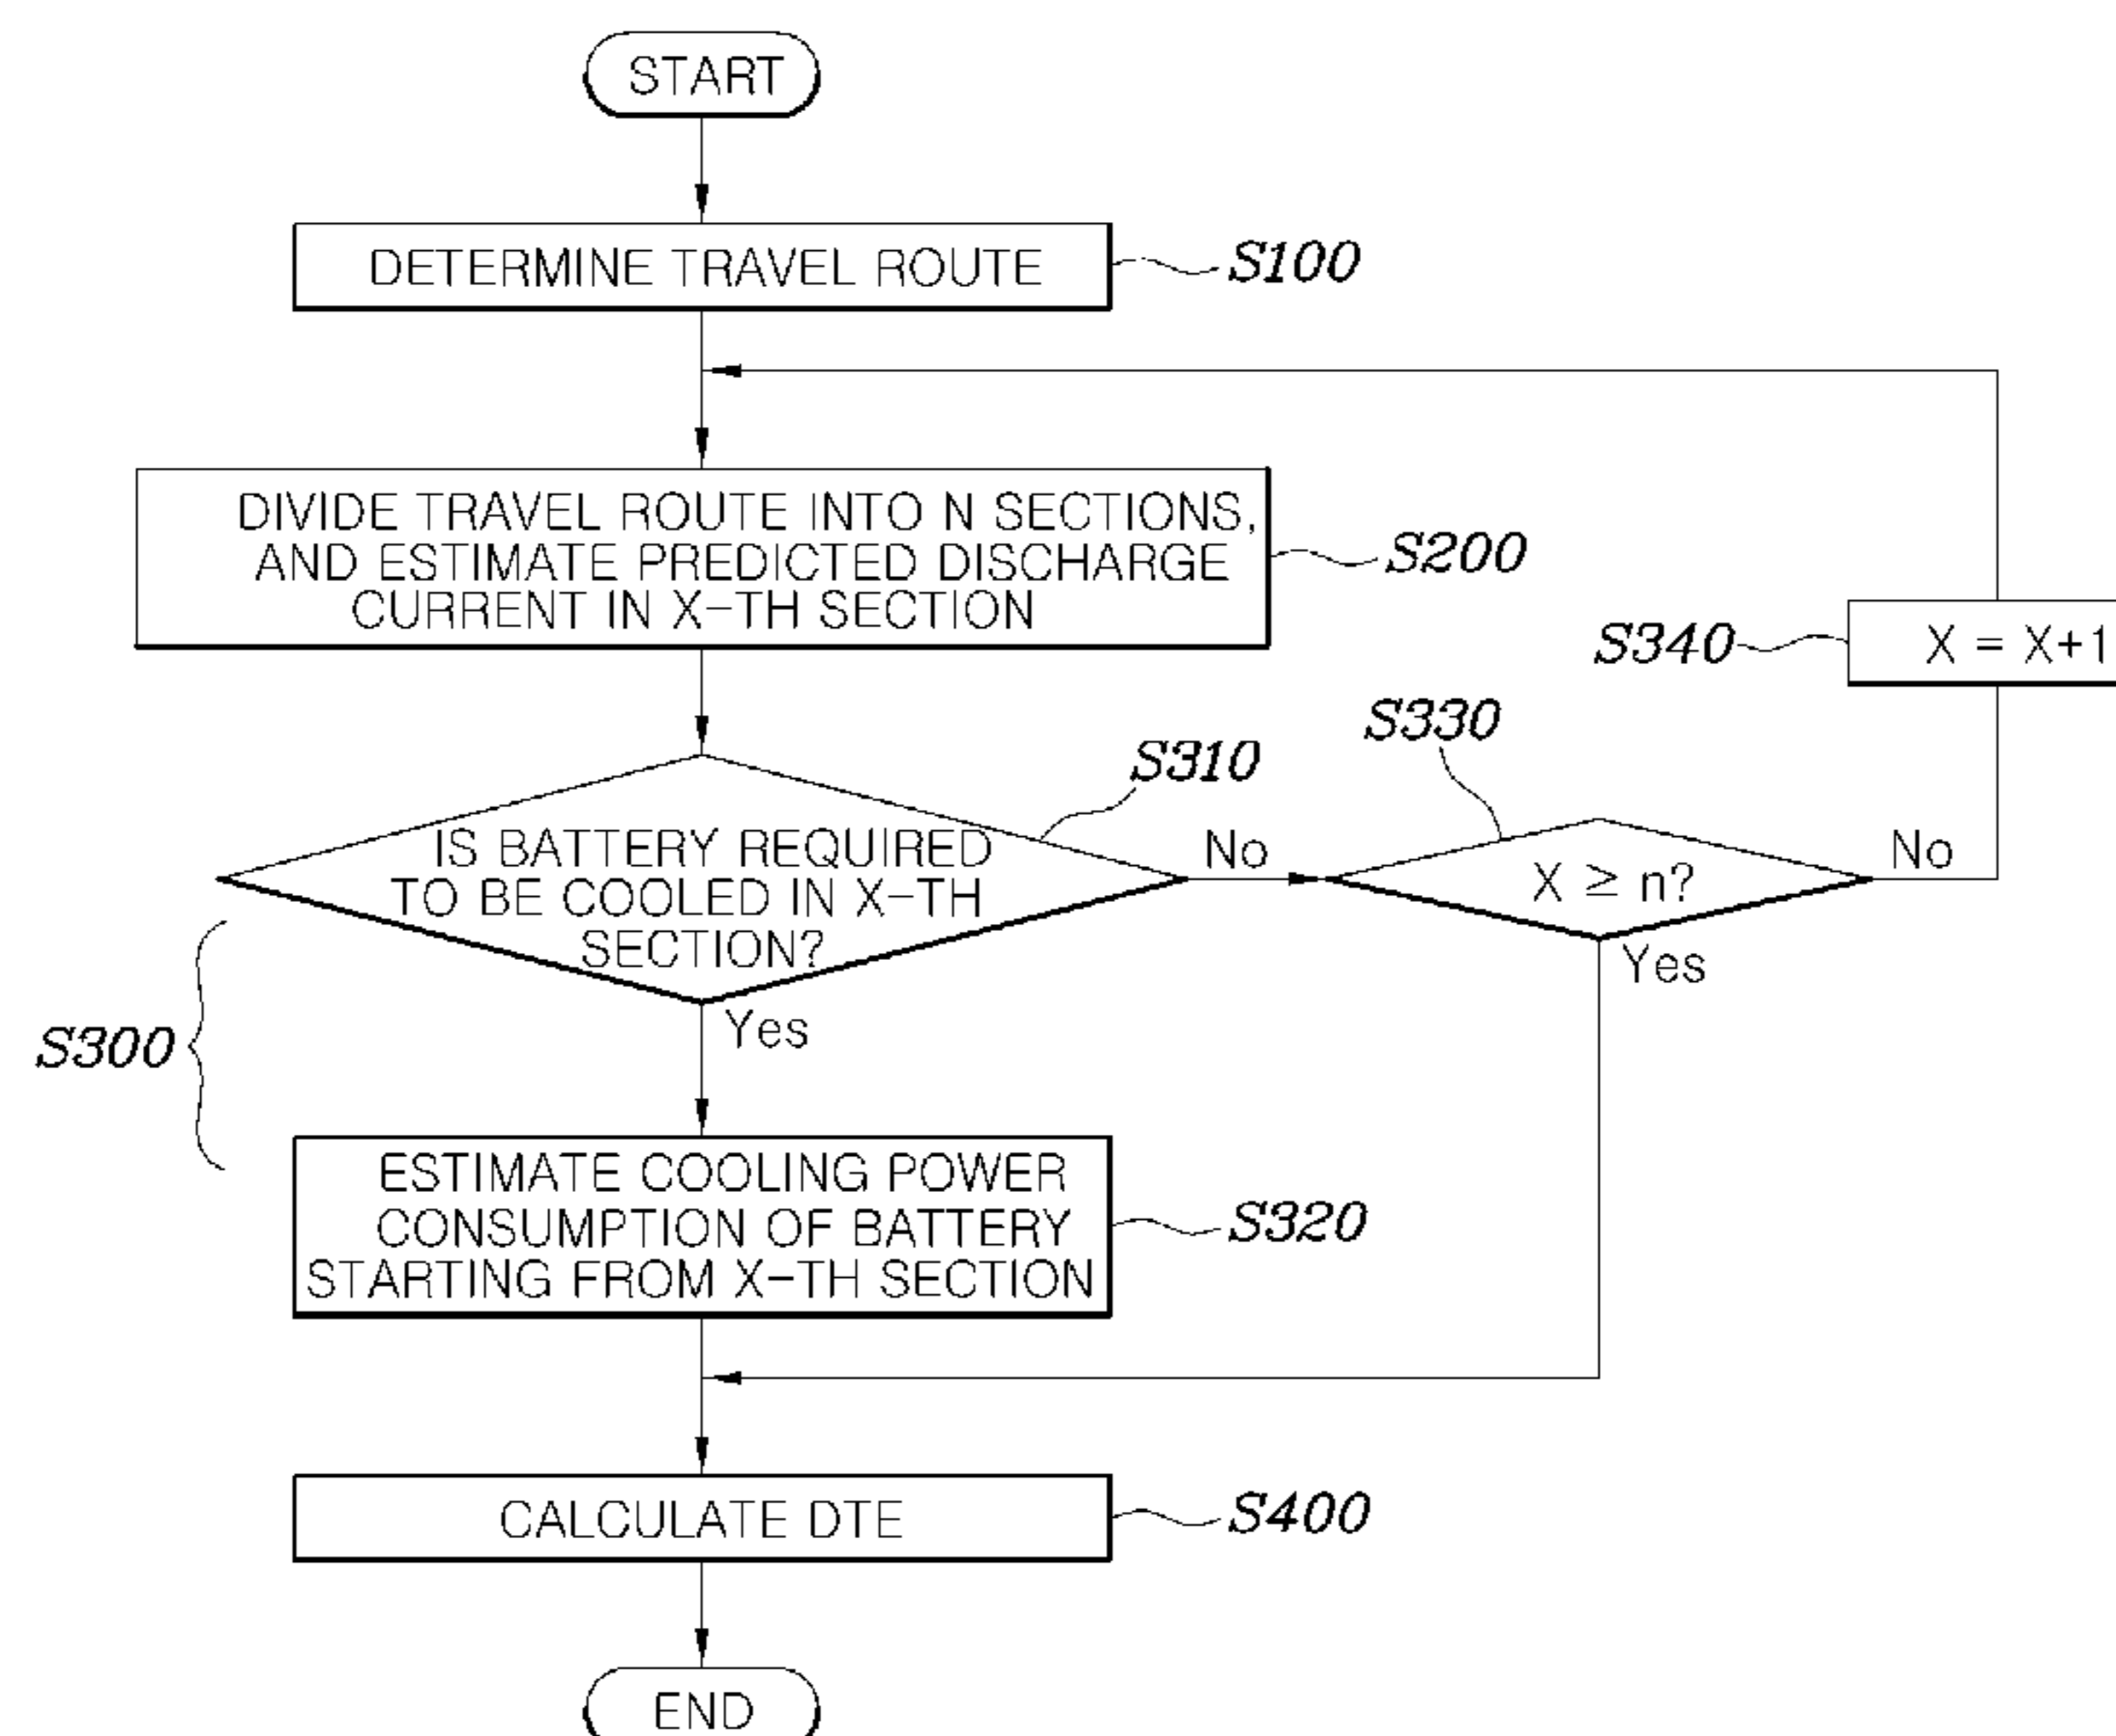 START
DETERMINE TRAVEL ROUTE
S100
DIVIDE TRAVEL ROUTE INTO N SECTIONS,
AND ESTIMATE PREDICTED DISCHARGE
CURRENT IN X-TH SECTION
S200
S340
X = X+1
S330
S310
IS BATTERY REQUIRED
TO BE COOLED IN X-TH
SECTION?
No
X ≥ n?
No
Yes
Yes
S300
ESTIMATE COOLING POWER
CONSUMPTION OF BATTERY
STARTING FROM X-TH SECTION
S320
CALCULATE DTE
S400
END